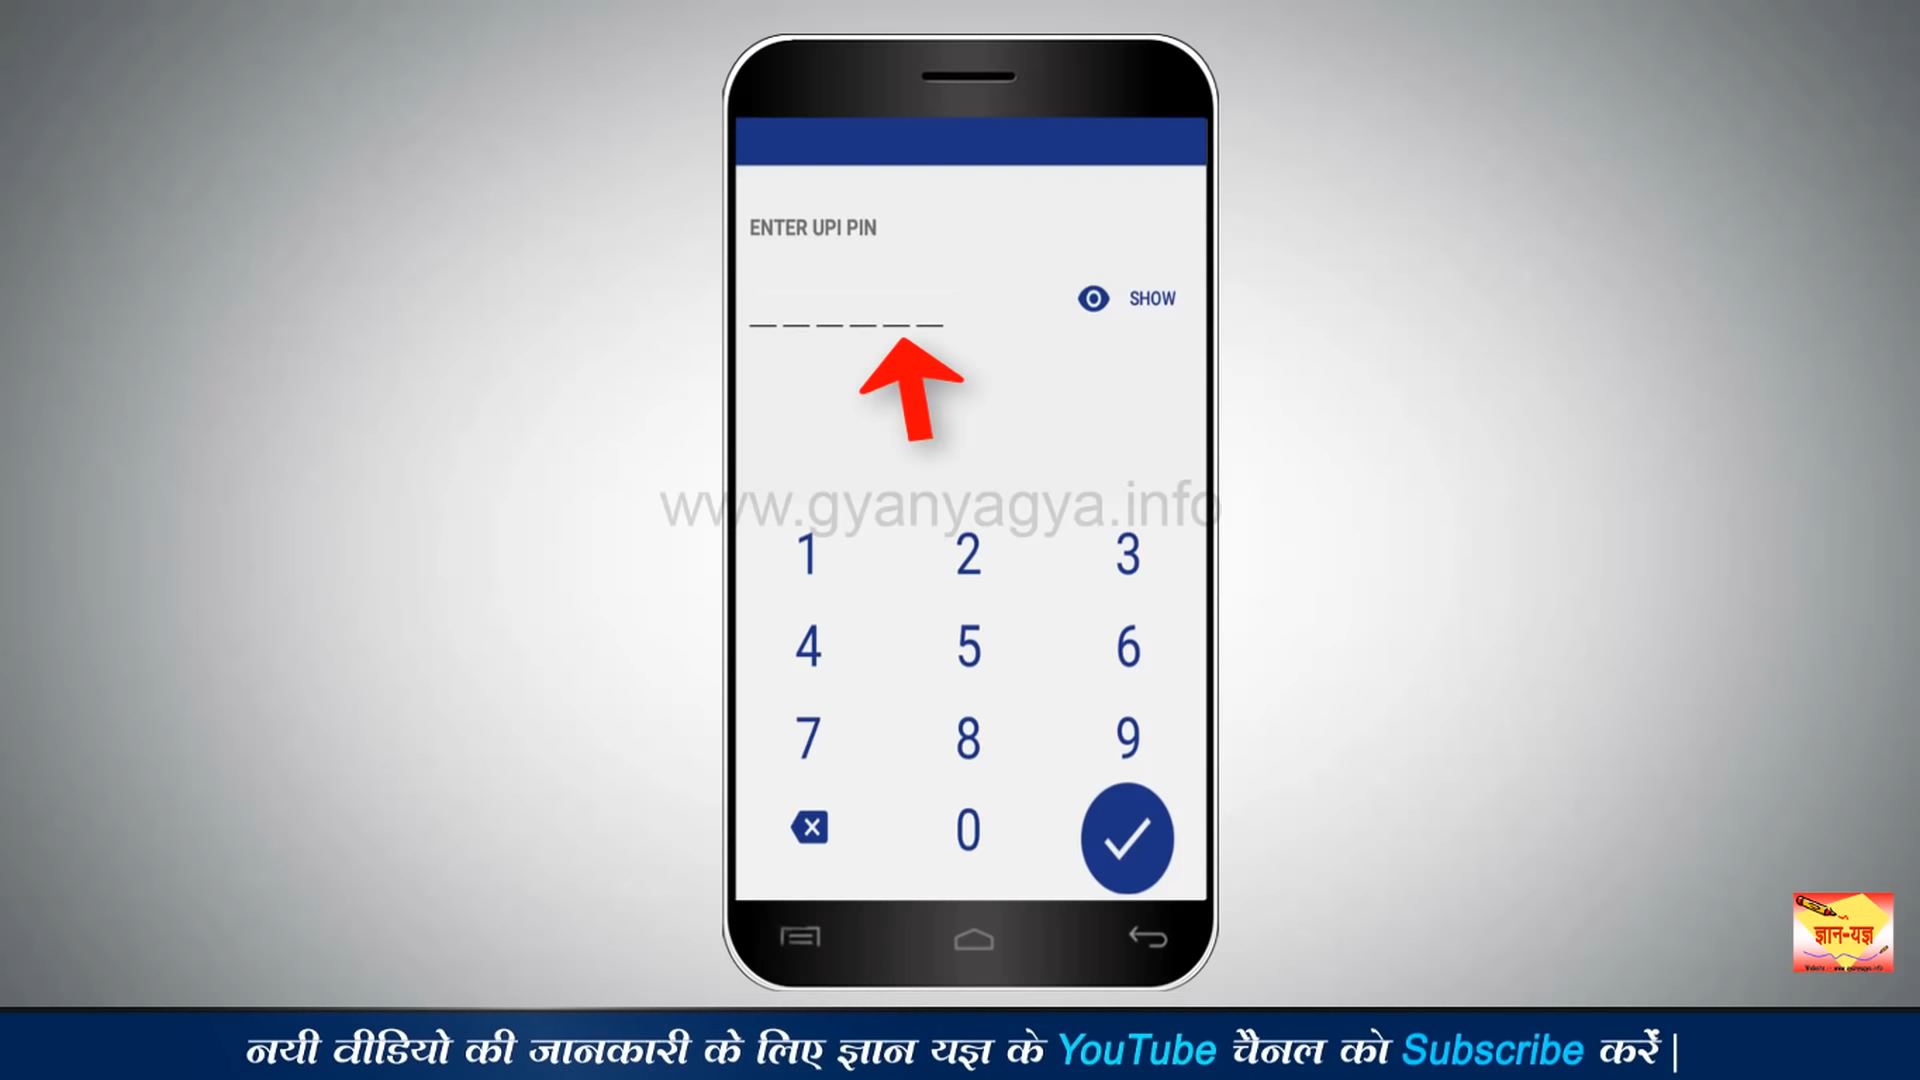 ENTER UPI PIN
SHOW
www.gyanyagya.info
1 2 3
4 5 6
7 8 9
0
ज्ञान-यज्ञ
नयी वीडियो की जानकारी के लिए ज्ञान यज्ञ के YouTube चैनल को Subscribe करें |